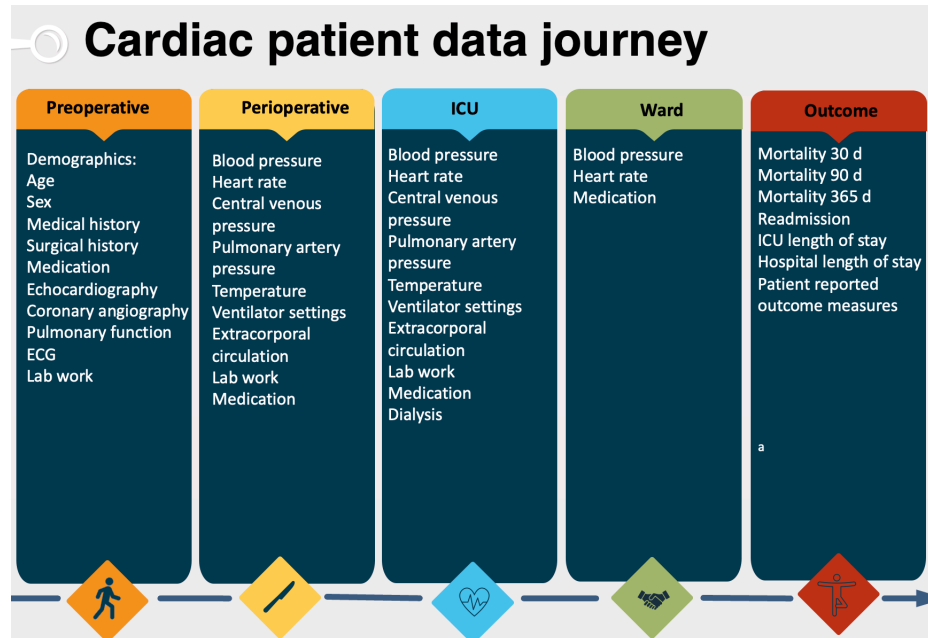 Cardiac patient data journey
Preoperative
Demographics:
Age
Sex
Medical history
Surgical history
Medication
Echocardiography
Coronary angiography
Pulmonary function
ECG
Lab work
Perioperative
Blood pressure
Heart rate
Central venous
pressure
Pulmonary artery
pressure
Temperature
Ventilator settings
Extracorporal
circulation
Lab work
Medication
ICU
Blood pressure
Heart rate
Central venous
pressure
Pulmonary artery
pressure
Temperature
Ventilator settings
Extracorporal
circulation
Lab work
Medication
Dialysis
Ward
Blood pressure
Heart rate
Medication
Outcome
Mortality 30 d
Mortality 90 d
Mortality 365 d
Readmission
ICU length of stay
Hospital length of stay
Patient reported
outcome measures
a